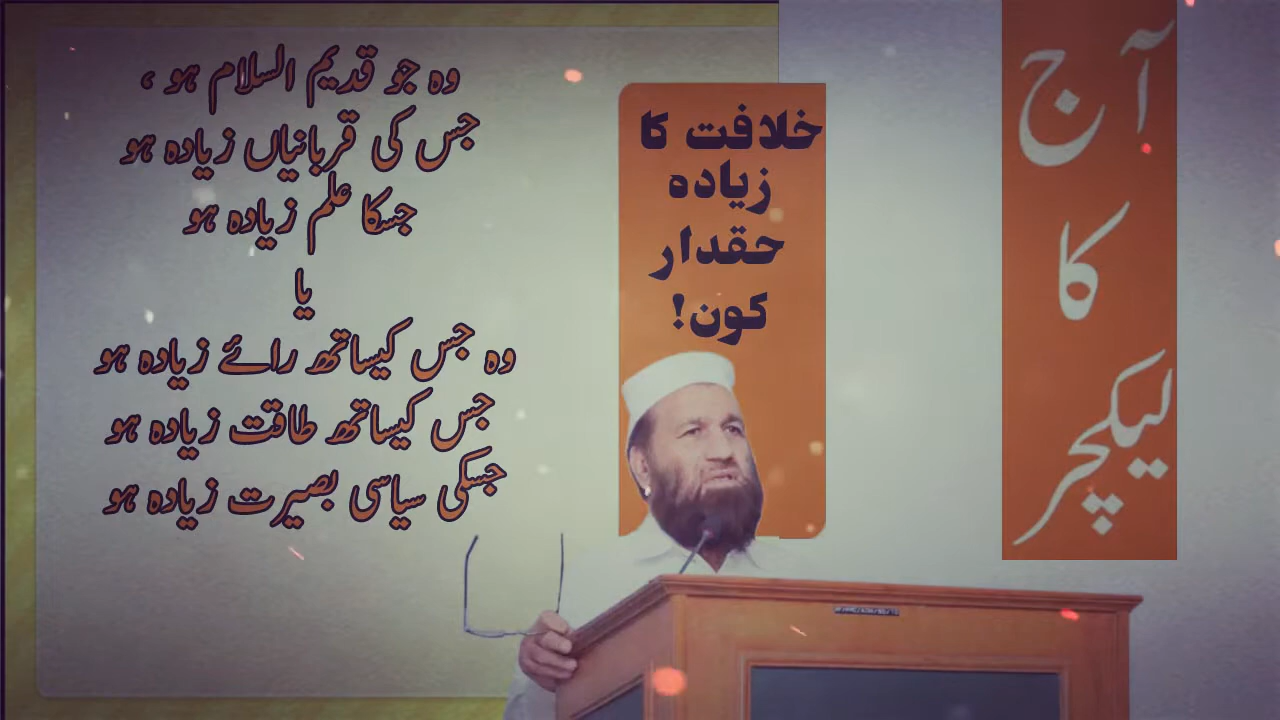 آج
کا
لیکچر
خلافت کا
زیادہ
حقدار
کون!
وہ جو قدیم السلام ہو ،
جس کی قربانیاں زیادہ ہو
جسکا علم زیادہ ہو
یا
وہ جس کیساتھ رائے زیادہ ہو
جس کیساتھ طاقت زیادہ ہو
جسکی سیاسی بصیرت زیادہ ہو